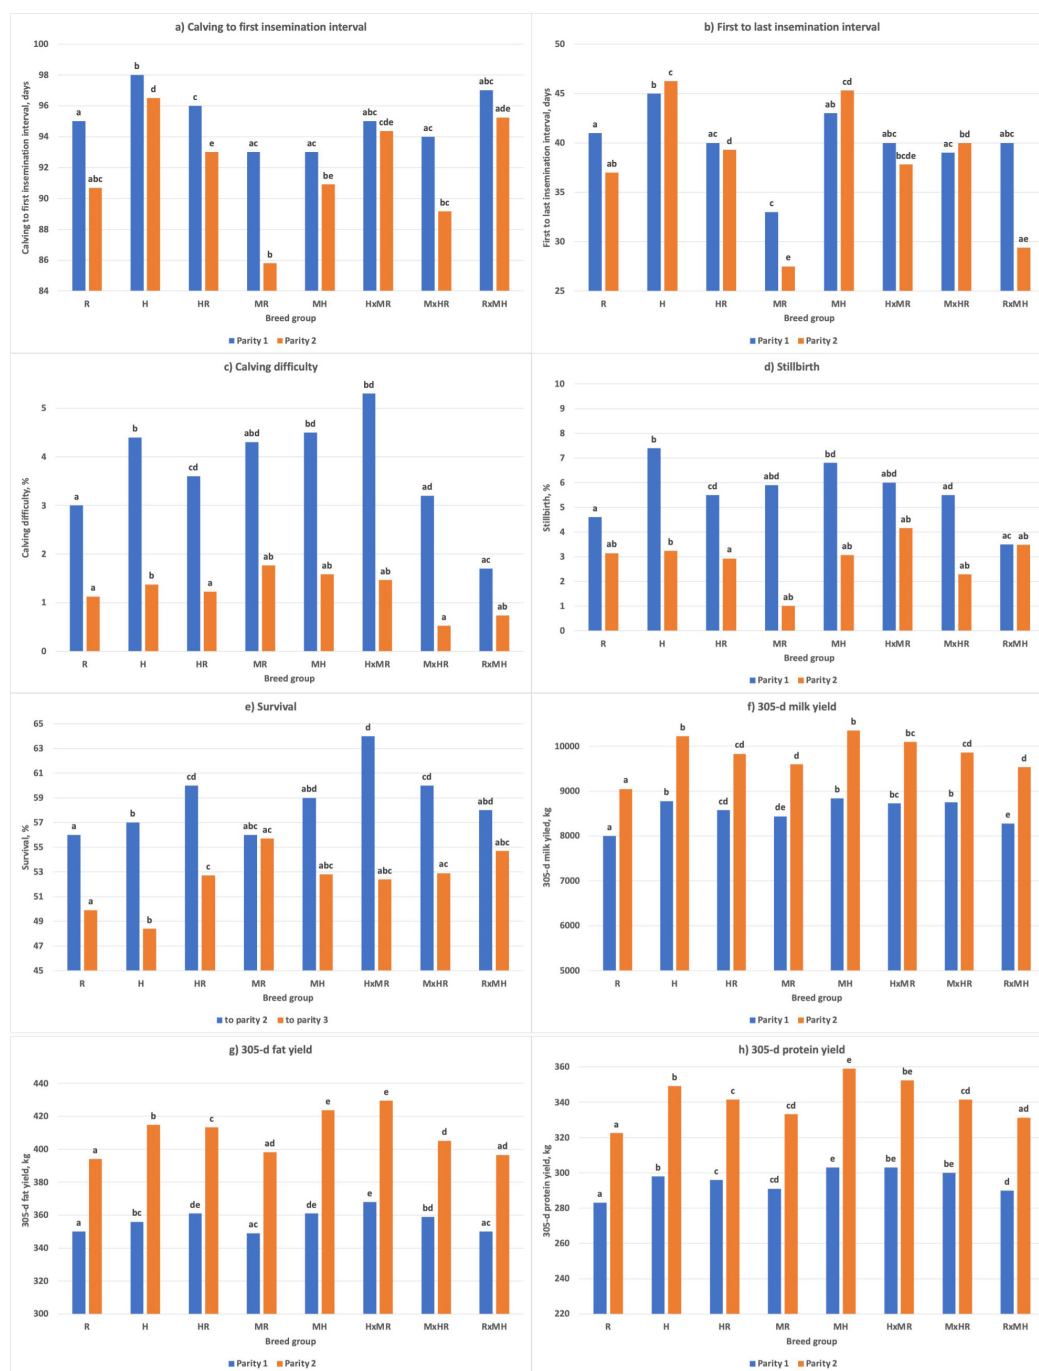 a) Calving to first insemination interval
Calving to first insemination interval, days
100
98
96
94
92
90
88
86
84
a abc
b d
c e
ac b
ac be
abc cde
ac bc
abc ade
R H HR MR MH HxMR MxHR RxMH
Breed group
Parity 1 Parity 2
b) First to last insemination interval
First to last insemination interval, days
50
45
40
35
30
25
a ab
b c
ac d
c e
ab cd
abc bcde
ac bd
abc ae
R H HR MR MH HxMR MxHR RxMH
Breed group
Parity 1 Parity 2
c) Calving difficulty
Calving difficulty, %
5
4
3
2
1
0
a a
b b
cd a
abd ab
bd ab
bd ab
ad a
ac ab
R H HR MR MH HxMR MxHR RxMH
Breed group
Parity 1 Parity 2
d) Stillbirth
Stillbirth, %
10
9
8
7
6
5
4
3
2
1
0
a ab
b b
cd a
abd ab
bd ab
abd ab
ad ab
ac ab
R H HR MR MH HxMR MxHR RxMH
Breed group
Parity 1 Parity 2
e) Survival
Survival, %
65
63
61
59
57
55
53
51
49
47
45
a a
b b
cd c
abc ac
abd abc
d abc
cd ac
abd abc
R H HR MR MH HxMR MxHR RxMH
Breed group
to parity 2 to parity 3
f) 305-d milk yield
305-d milk yiled, kg
10000
9000
8000
7000
6000
5000
a a
b b
cd cd
de d
b b
bc bc
b cd
e d
R H HR MR MH HxMR MxHR RxMH
Breed group
Parity 1 Parity 2
g) 305-d fat yield
305-d fat yield, kg
440
420
400
380
360
340
320
300
a a
bc b
de c
ac ad
de e
e e
bd d
ac ad
R H HR MR MH HxMR MxHR RxMH
Breed group
Parity 1 Parity 2
h) 305-d protein yield
305-d protein yield, kg
360
340
320
300
280
260
240
220
a a
b b
c c
cd cd
e e
be be
be cd
d ad
R H HR MR MH HxMR MxHR RxMH
Breed group
Parity 1 Parity 2